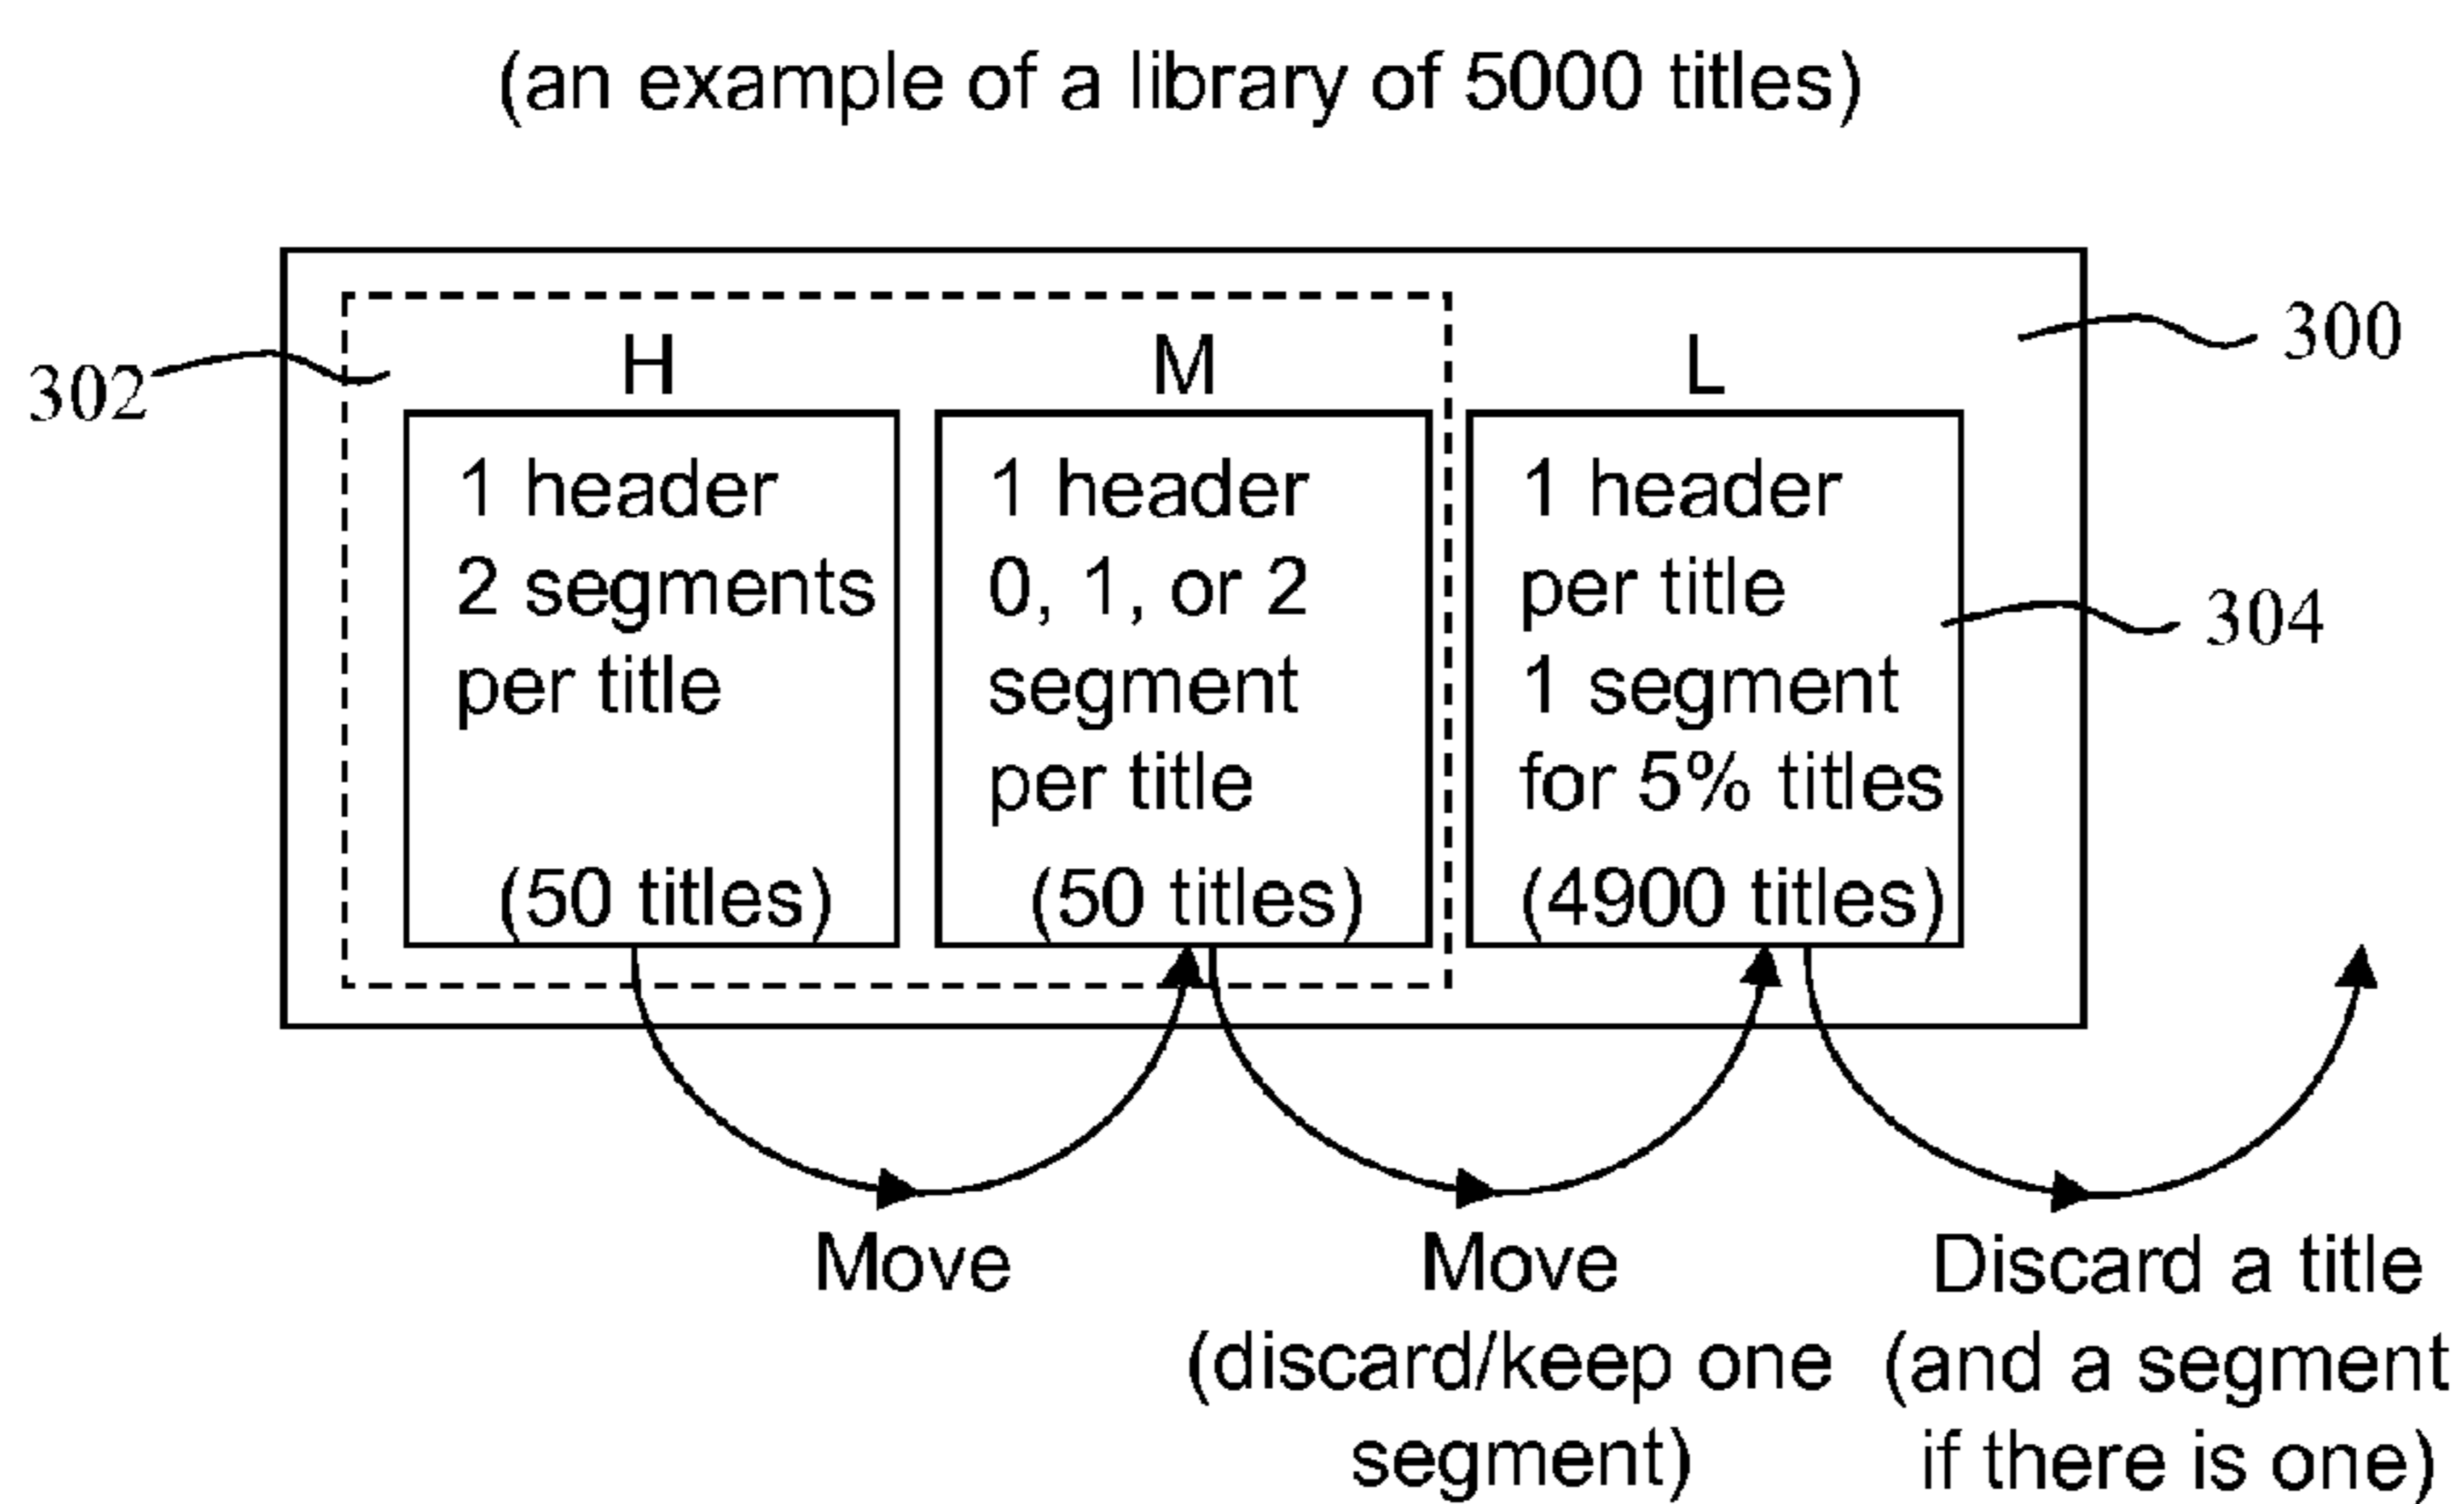 (an example of a library of 5000 titles)
300
302
H
1 header
2 segments
per title
(50 titles)
M
1 header
0, 1, or 2
segment
per title
(50 titles)
L
1 header
per title
1 segment
for 5% titles
(4900 titles)
304
Move
Move
(discard/keep one
segment)
Discard a title
(and a segment
if there is one)